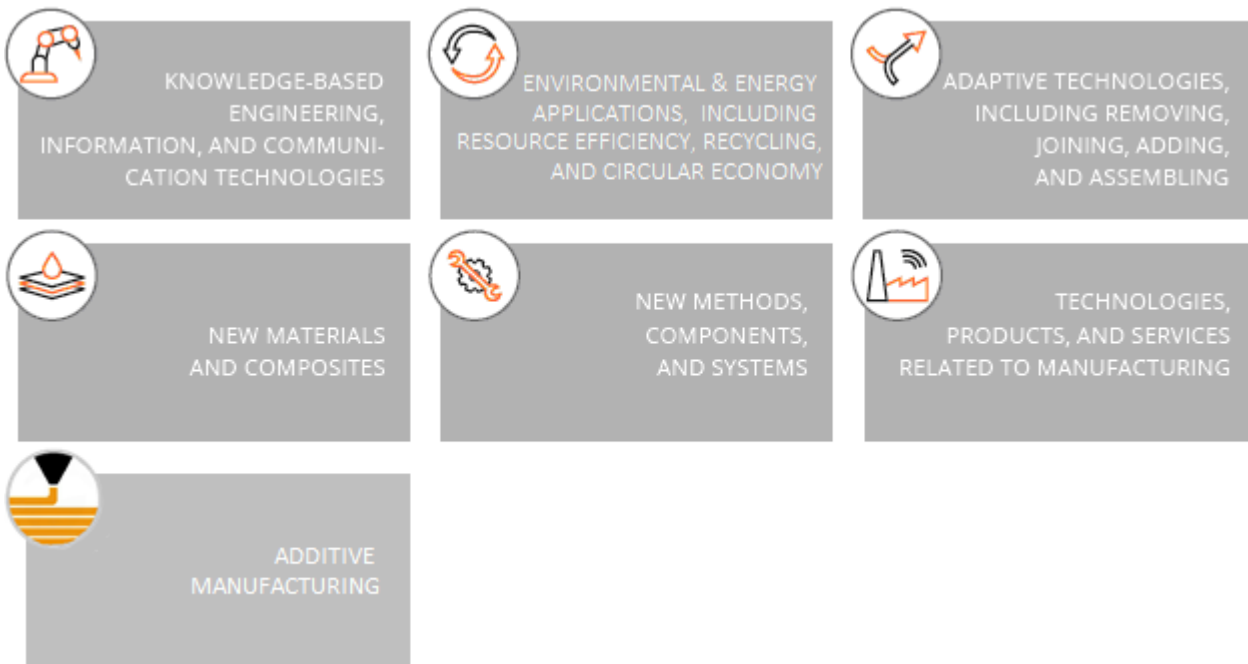 KNOWLEDGE-BASED
ENGINEERING,
INFORMATION, AND COMMUNI-
CATION TECHNOLOGIES
ENVIRONMENTAL & ENERGY
APPLICATIONS, INCLUDING
RESOURCE EFFICIENCY, RECYCLING,
AND CIRCULAR ECONOMY
ADAPTIVE TECHNOLOGIES,
INCLUDING REMOVING,
JOINING, ADDING,
AND ASSEMBLING
NEW MATERIALS
AND COMPOSITES
NEW METHODS,
COMPONENTS,
AND SYSTEMS
TECHNOLOGIES,
PRODUCTS, AND SERVICES
RELATED TO MANUFACTURING
ADDITIVE
MANUFACTURING